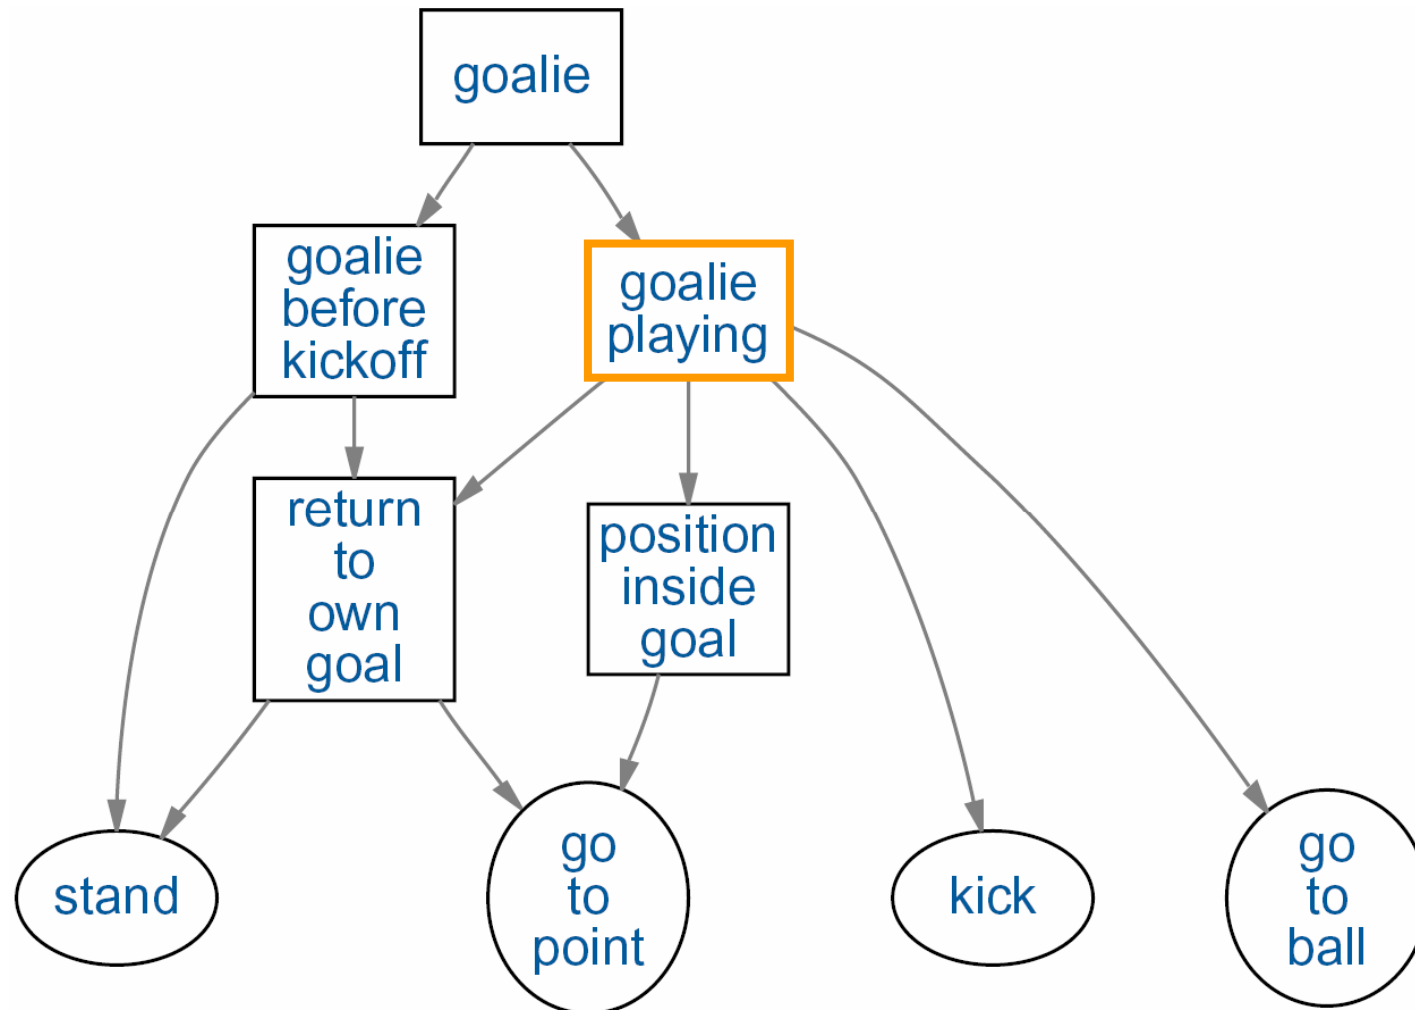 goalie
goalie
before
kickoff
goalie
playing
return
to
own
goal
position
inside
goal
stand
go
to
point
kick
go
to
ball